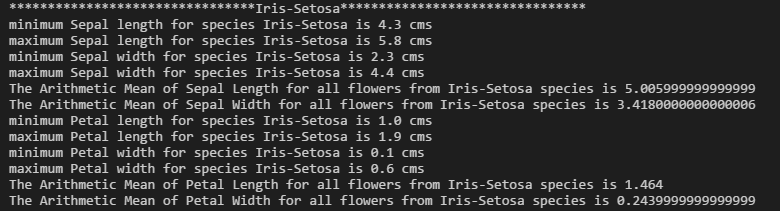 ********************************Iris-Setosa********************************
minimum Sepal length for species Iris-Setosa is 4.3 cms
maximum Sepal length for species Iris-Setosa is 5.8 cms
minimum Sepal width for species Iris-Setosa is 2.3 cms
maximum Sepal width for species Iris-Setosa is 4.4 cms
The Arithmetic Mean of Sepal Length for all flowers from Iris-Setosa species is 5.005999999999999
The Arithmetic Mean of Sepal Width for all flowers from Iris-Setosa species is 3.4180000000000006
minimum Petal length for species Iris-Setosa is 1.0 cms
maximum Petal length for species Iris-Setosa is 1.9 cms
minimum Petal width for species Iris-Setosa is 0.1 cms
maximum Petal width for species Iris-Setosa is 0.6 cms
The Arithmetic Mean of Petal Length for all flowers from Iris-Setosa species is 1.464
The Arithmetic Mean of Petal Width for all flowers from Iris-Setosa species is 0.2439999999999999